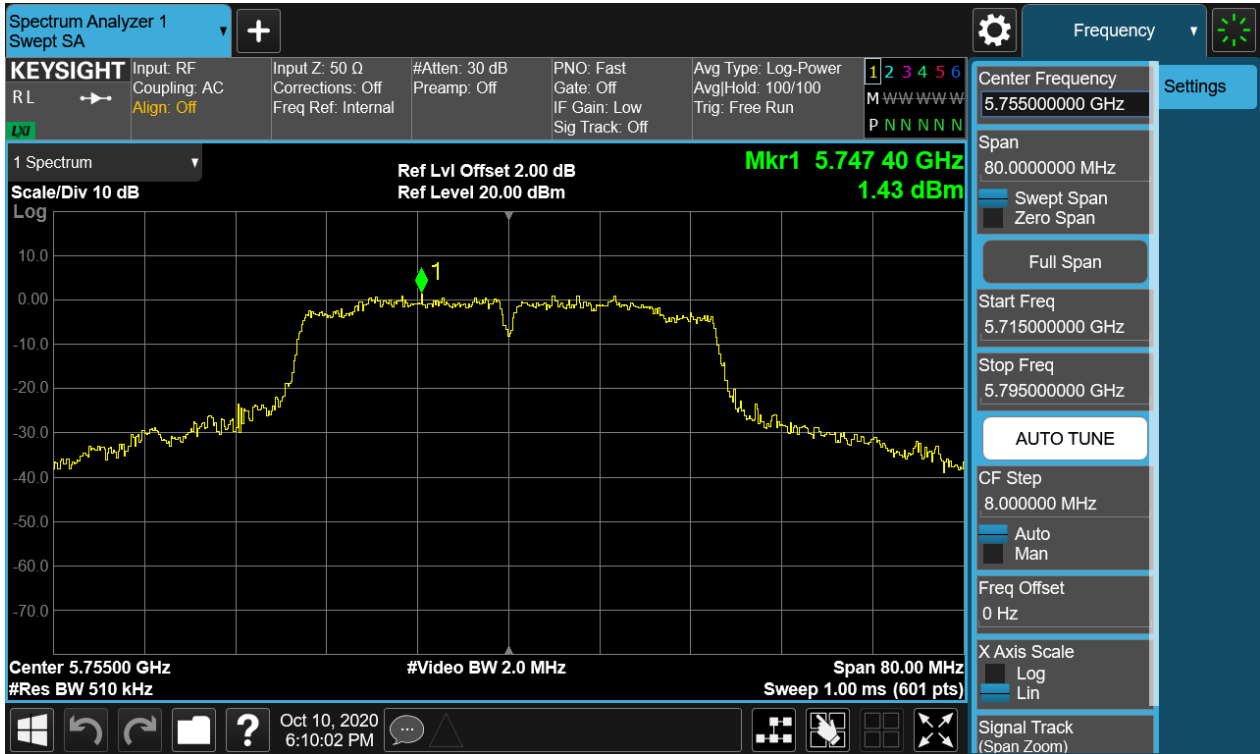 Spectrum Analyzer 1
Swept SA
+
Frequency
KEYSIGHT
RL
LXI
Input: RF
Coupling: AC
Align: Off
Input Z: 50 Ω
Corrections: Off
Freq Ref: Internal
#Atten: 30 dB
Preamp: Off
PNO: Fast
Gate: Off
IF Gain: Low
Sig Track: Off
Avg Type: Log-Power
Avg|Hold: 100/100
Trig: Free Run
1 2 3 4 5 6
M W W W W W
P N N N N N
1 Spectrum
Scale/Div 10 dB
Log
Ref Lvl Offset 2.00 dB
Ref Level 20.00 dBm
Mkr1 5.747 40 GHz
1.43 dBm
1
10.0
0.00
-10.0
-20.0
-30.0
-40.0
-50.0
-60.0
-70.0
Center 5.75500 GHz
#Res BW 510 kHz
#Video BW 2.0 MHz
Span 80.00 MHz
Sweep 1.00 ms (601 pts)
Center Frequency
5.755000000 GHz
Settings
Span
80.0000000 MHz
Swept Span
Zero Span
Full Span
Start Freq
5.715000000 GHz
Stop Freq
5.795000000 GHz
AUTO TUNE
CF Step
8.000000 MHz
Auto
Man
Freq Offset
0 Hz
X Axis Scale
Log
Lin
Signal Track
(Span Zoom)
?
Oct 10, 2020
6:10:02 PM